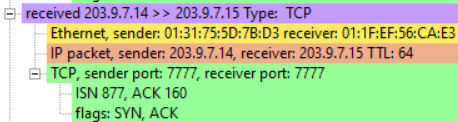 received 203.9.7.14 >> 203.9.7.15 Type: TCP
Ethernet, sender: 01:31:75:5D:7B:D3 receiver: 01:1F:EF:56:CA:E3
IP packet, sender: 203.9.7.14, receiver: 203.9.7.15 TTL: 64
TCP, sender port: 7777, receiver port: 7777
ISN 877, ACK 160
flags: SYN, ACK